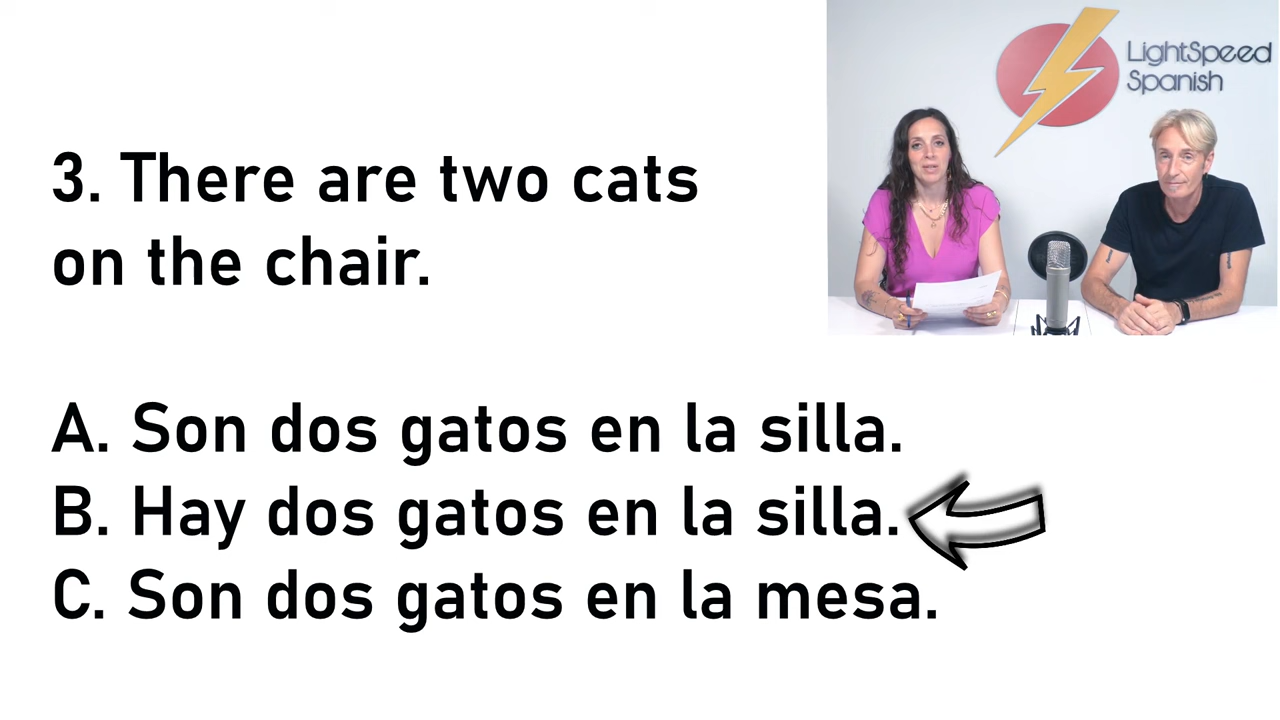 LightSpeed
Spanish
3. There are two cats
on the chair.
A. Son dos gatos en la silla.
B. Hay dos gatos en la silla.
C. Son dos gatos en la mesa.